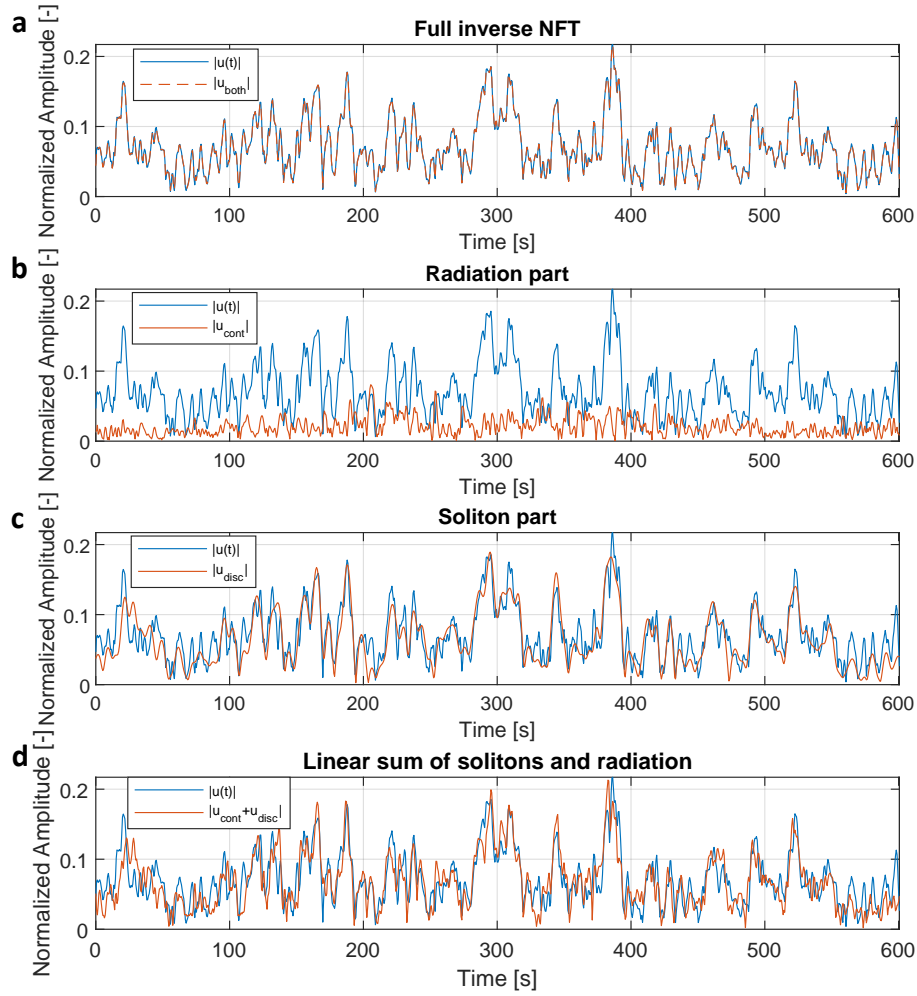 a
Full inverse NFT
Normalized Amplitude [-]
|u(t)|
|u_both|
0.2
0.1
0
0 100 200 300 400 500 600
Time [s]
b
Radiation part
Normalized Amplitude [-]
|u(t)|
|u_cont|
0.2
0.1
0
0 100 200 300 400 500 600
Time [s]
c
Soliton part
Normalized Amplitude [-]
|u(t)|
|u_disc|
0.2
0.1
0
0 100 200 300 400 500 600
Time [s]
d
Linear sum of solitons and radiation
Normalized Amplitude [-]
|u(t)|
|u_cont+u_disc|
0.2
0.1
0
0 100 200 300 400 500 600
Time [s]